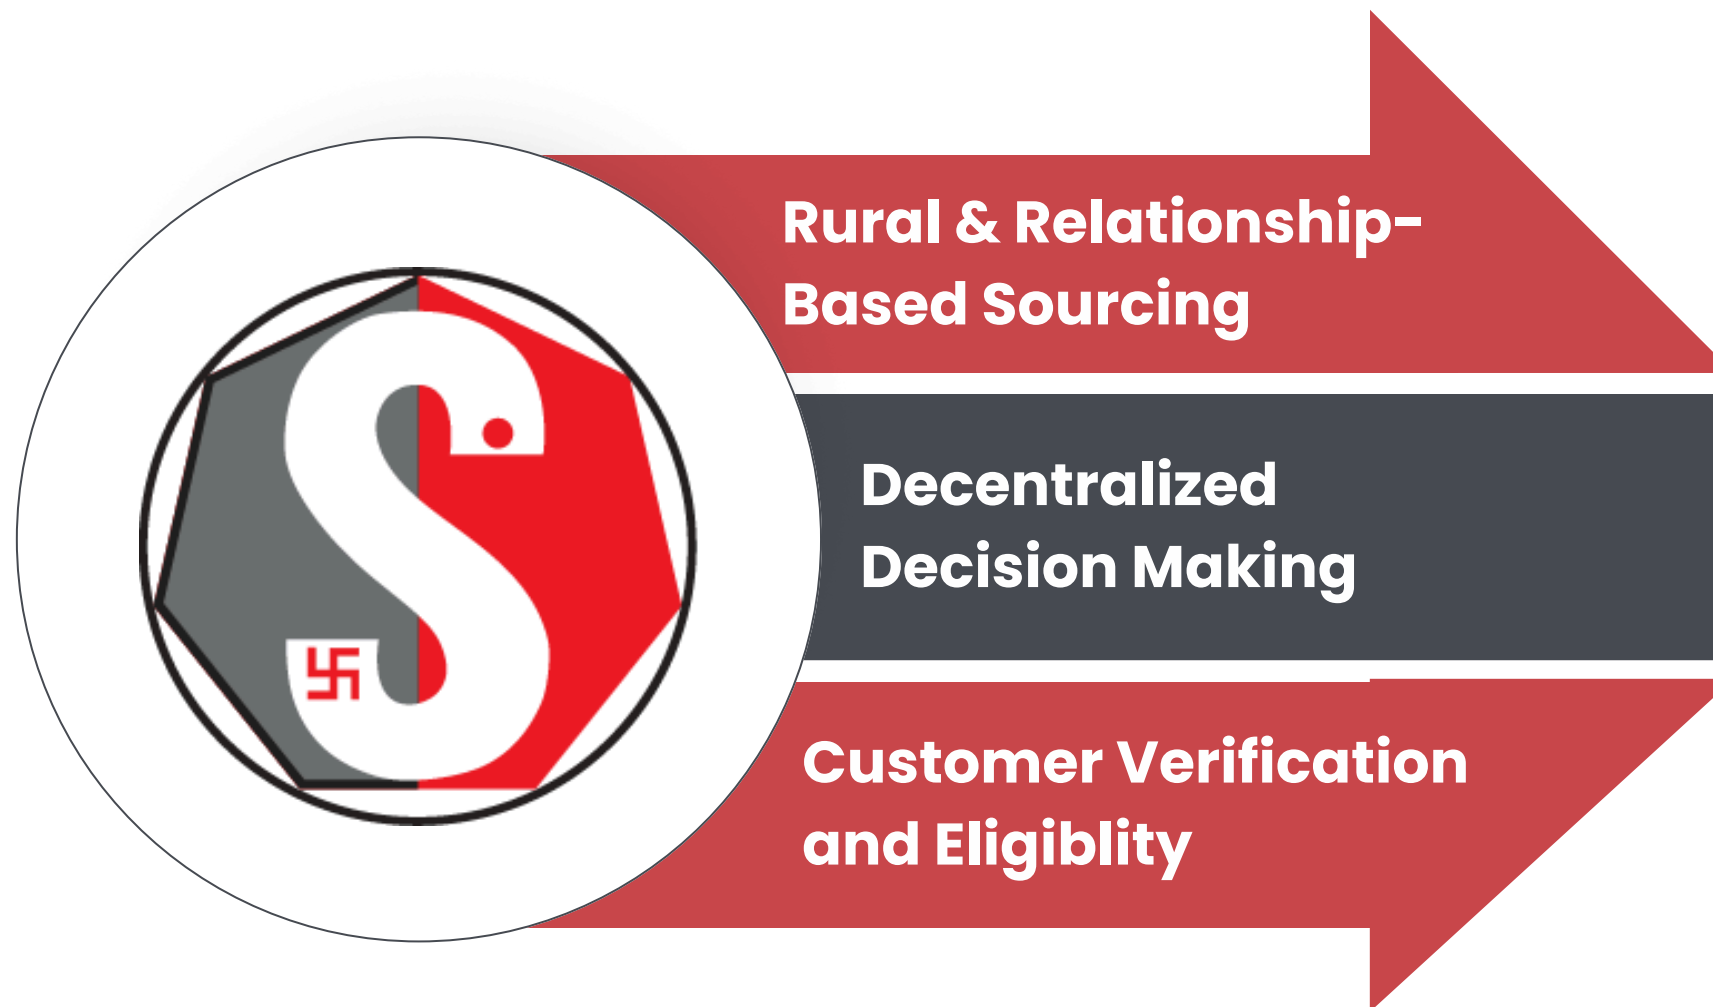 Rural & Relationship-
Based Sourcing
S
Decentralized
Decision Making
Customer Verification
and Eligiblity